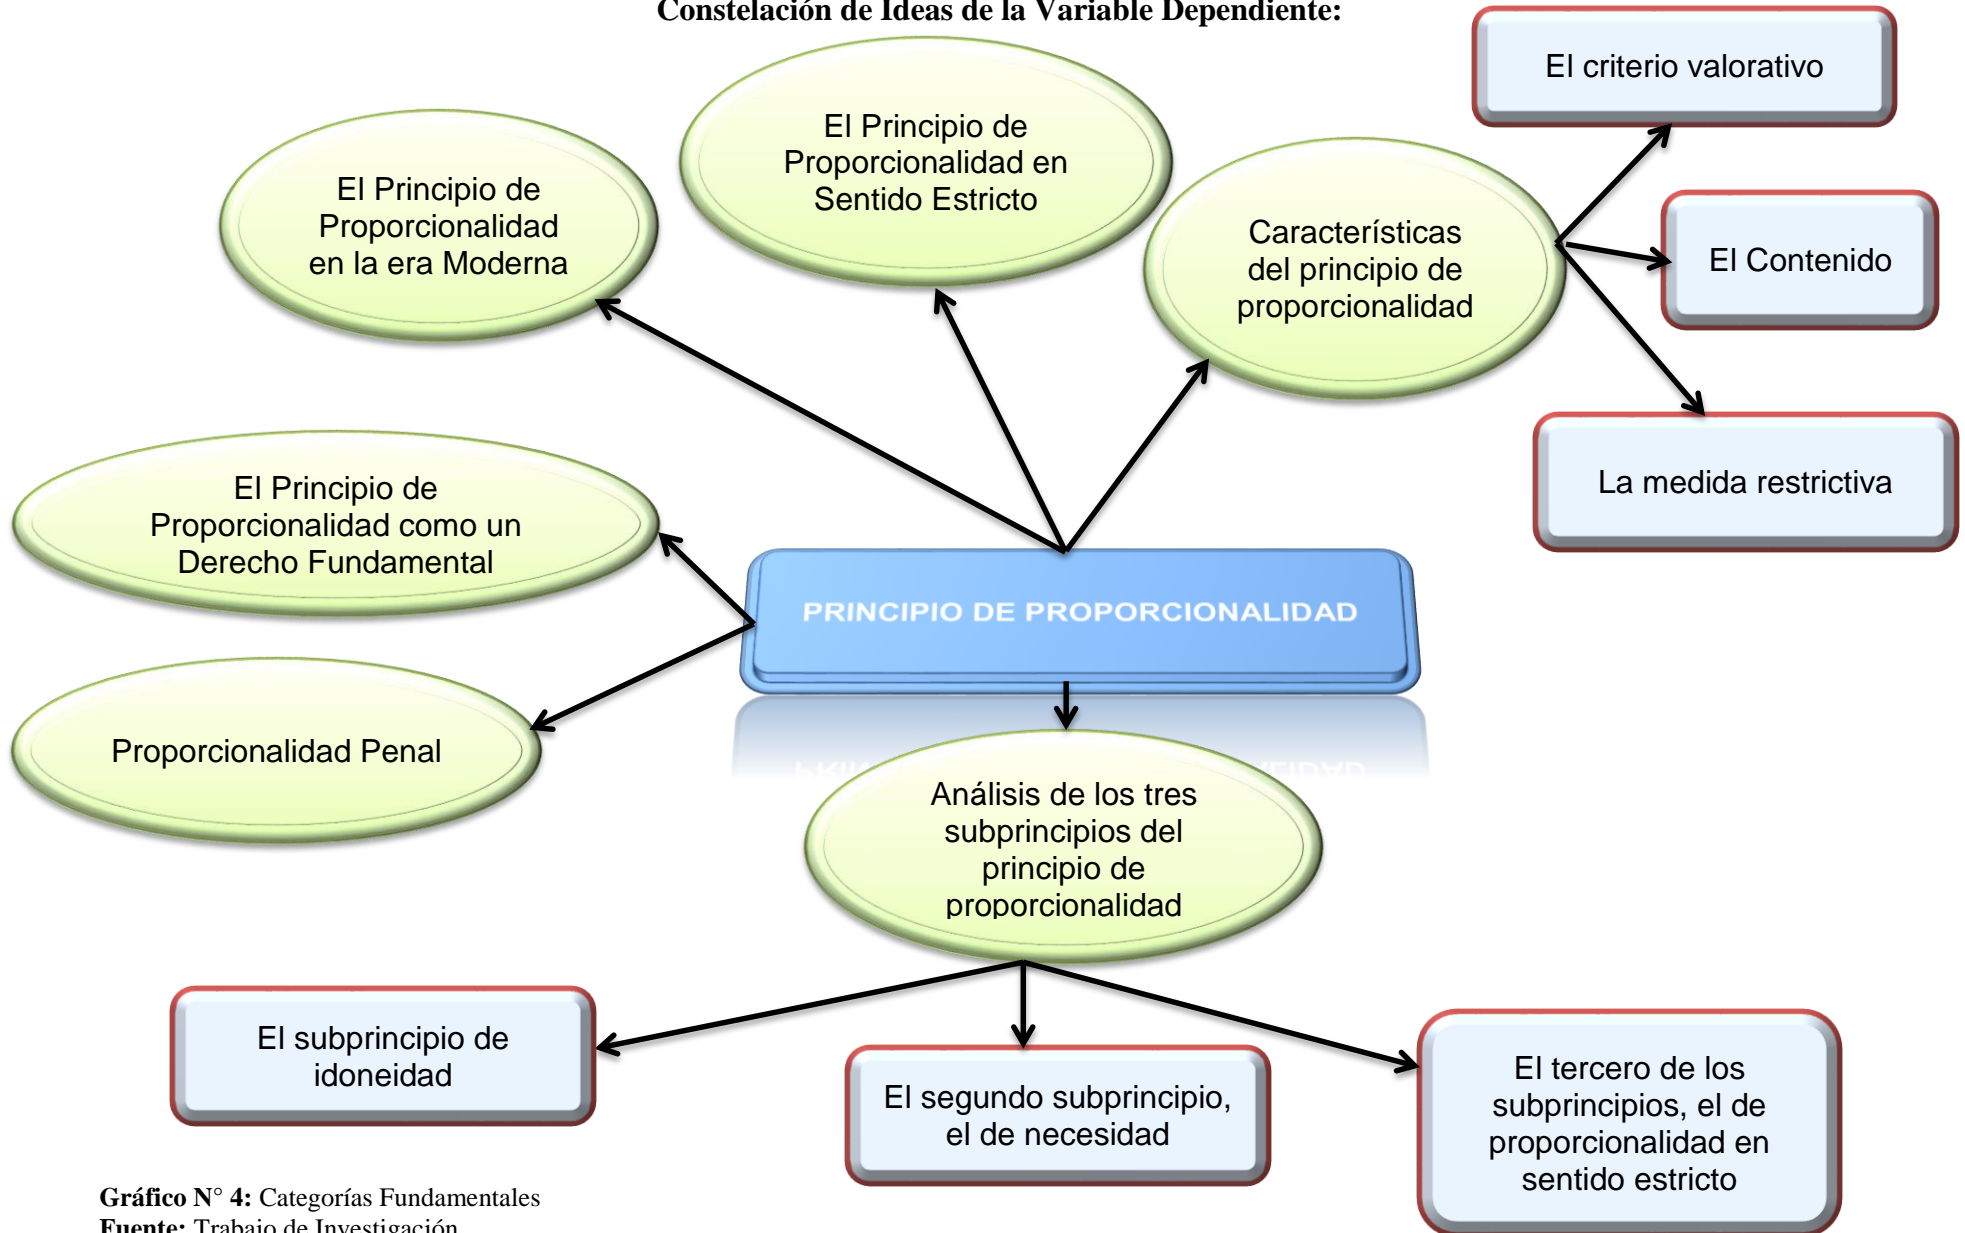 Constelación de Ideas de la Variable Dependiente:
El criterio valorativo
El Principio de
Proporcionalidad en
Sentido Estricto
El Principio de
Proporcionalidad
en la era Moderna
Características
del principio de
proporcionalidad
El Contenido
La medida restrictiva
El Principio de
Proporcionalidad como un
Derecho Fundamental
PRINCIPIO DE PROPORCIONALIDAD
Proporcionalidad Penal
Análisis de los tres
subprincipios del
principio de
proporcionalidad
El subprincipio de
idoneidad
El segundo subprincipio,
el de necesidad
El tercero de los
subprincipios, el de
proporcionalidad en
sentido estricto
Gráfico N° 4: Categorías Fundamentales
Fuente: Trabajo de Investigación